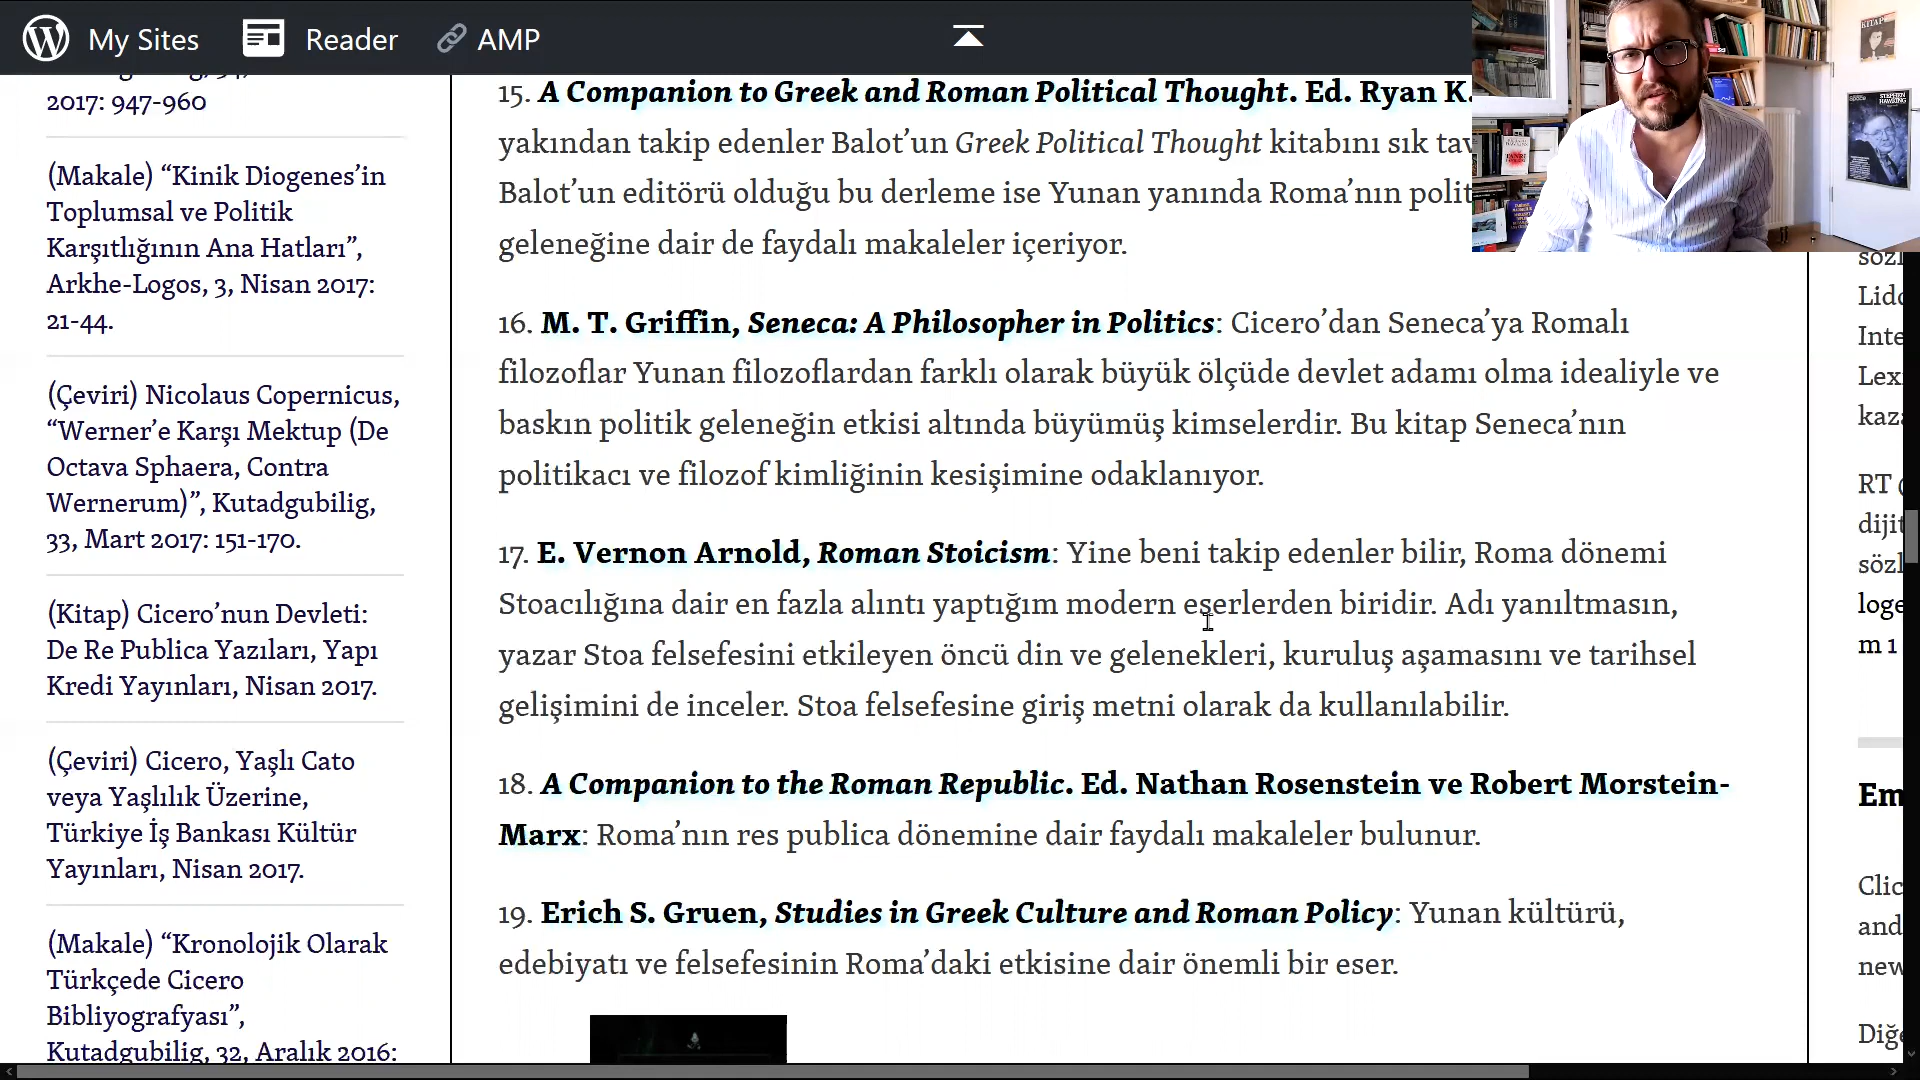 My Sites
Reader
AMP
2017: 947-960
(Makale) “Kinik Diogenes’in
Toplumsal ve Politik
Karşıtlığının Ana Hatları”,
Arkhe-Logos, 3, Nisan 2017:
21-44.
(Çeviri) Nicolaus Copernicus,
“Werner’e Karşı Mektup (De
Octava Sphaera, Contra
Wernerum)”, Kutadgubilig,
33, Mart 2017: 151-170.
(Kitap) Cicero’nun Devleti:
De Re Publica Yazıları, Yapı
Kredi Yayınları, Nisan 2017.
(Çeviri) Cicero, Yaşlı Cato
veya Yaşlılık Üzerine,
Türkiye İş Bankası Kültür
Yayınları, Nisan 2017.
(Makale) “Kronolojik Olarak
Türkçede Cicero
Bibliyografyası”,
Kutadgubilig, 32, Aralık 2016:
15. A Companion to Greek and Roman Political Thought. Ed. Ryan K.
yakından takip edenler Balot’un Greek Political Thought kitabını sık
Balot’un editörü olduğu bu derleme ise Yunan yanında Roma’nın
geleneğine dair de faydalı makaleler içeriyor.
16. M. T. Griffin, Seneca: A Philosopher in Politics: Cicero’dan Seneca’ya Romalı
filozoflar Yunan filozoflardan farklı olarak büyük ölçüde devlet adamı olma idealiyle ve
baskın politik geleneğin etkisi altında büyümüş kimselerdir. Bu kitap Seneca’nın
politikacı ve filozof kimliğinin kesişimine odaklanıyor.
17. E. Vernon Arnold, Roman Stoicism: Yine beni takip edenler bilir, Roma dönemi
Stoacılığına dair en fazla alıntı yaptığım modern eserlerden biridir. Adı yanıltmasın,
yazar Stoa felsefesini etkileyen öncü din ve gelenekleri, kuruluş aşamasını ve tarihsel
gelişimini de inceler. Stoa felsefesine giriş metni olarak da kullanılabilir.
18. A Companion to the Roman Republic. Ed. Nathan Rosenstein ve Robert Morstein-
Marx: Roma’nın res publica dönemine dair faydalı makaleler bulunur.
19. Erich S. Gruen, Studies in Greek Culture and Roman Policy: Yunan kültürü,
edebiyatı ve felsefesinin Roma’daki etkisine dair önemli bir eser.
KİTAP
STEPHEN
HAWKING
RT
m 1
and